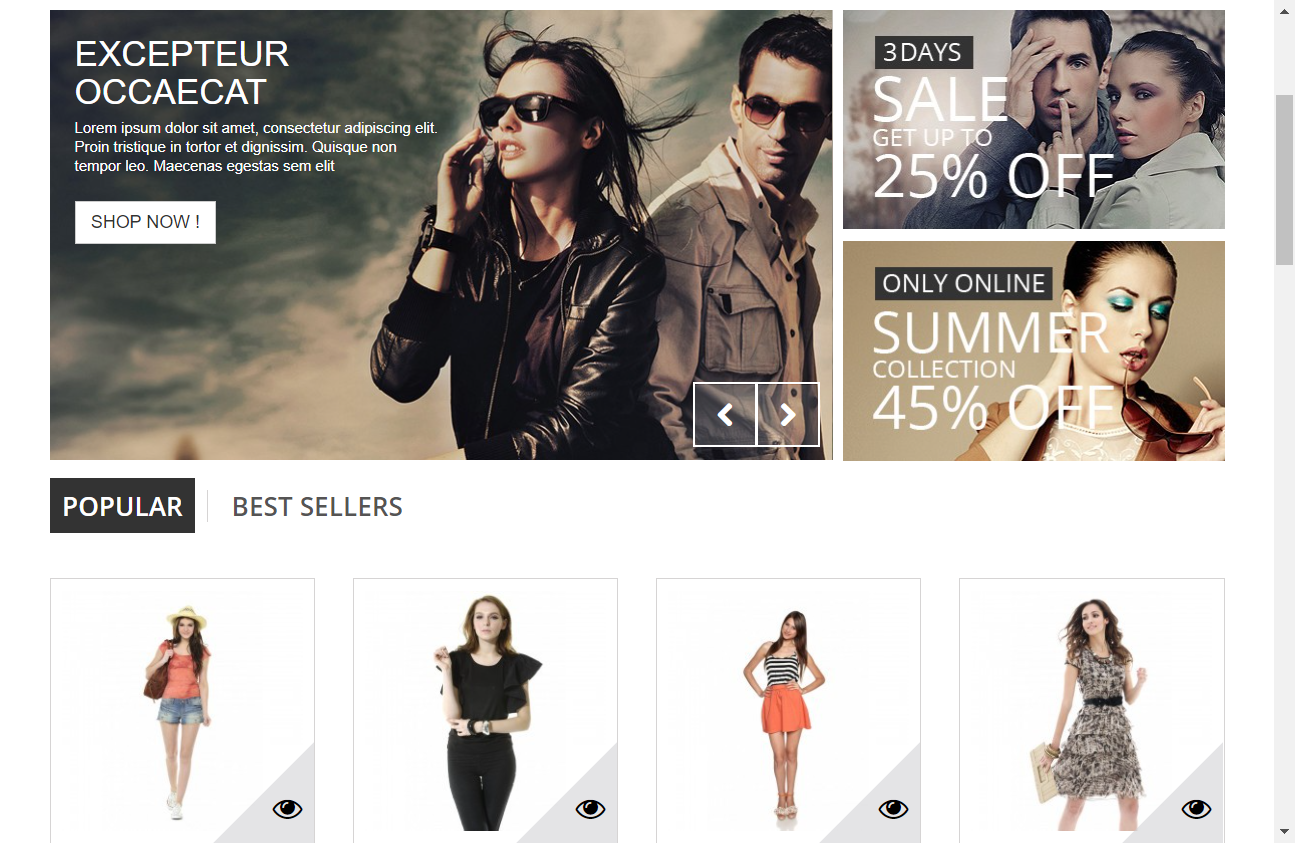 EXCEPTEUR
OCCAECAT
Lorem ipsum dolor sit amet, consectetur adipiscing elit.
Proin tristique in tortor et dignissim. Quisque non
tempor leo. Maecenas egestas sem elit
SHOP NOW !
3 DAYS
SALE
GET UP TO
25% OFF
ONLY ONLINE
SUMMER
COLLECTION
45% OFF
POPULAR
BEST SELLERS